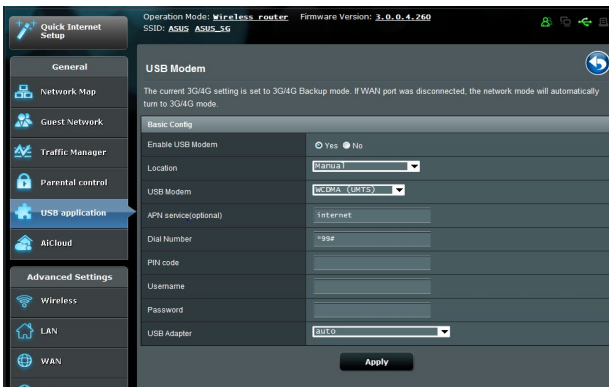 Quick Internet
Setup
Operation Mode: Wireless router Firmware Version: 3.0.0.4.260
SSID: ASUS ASUS_5G
General
Network Map
Guest Network
Traffic Manager
Parental control
USB application
AiCloud
Advanced Settings
Wireless
LAN
WAN
USB Modem
The current 3G/4G setting is set to 3G/4G Backup mode. If WAN port was disconnected, the network mode will automatically
turn to 3G/4G mode.
Basic Config
Enable USB Modem Yes No
Location Manual
USB Modem WCDMA (UMTS)
APN service(optional) internet
Dial Number *99#
PIN code
Username
Password
USB Adapter auto
Apply